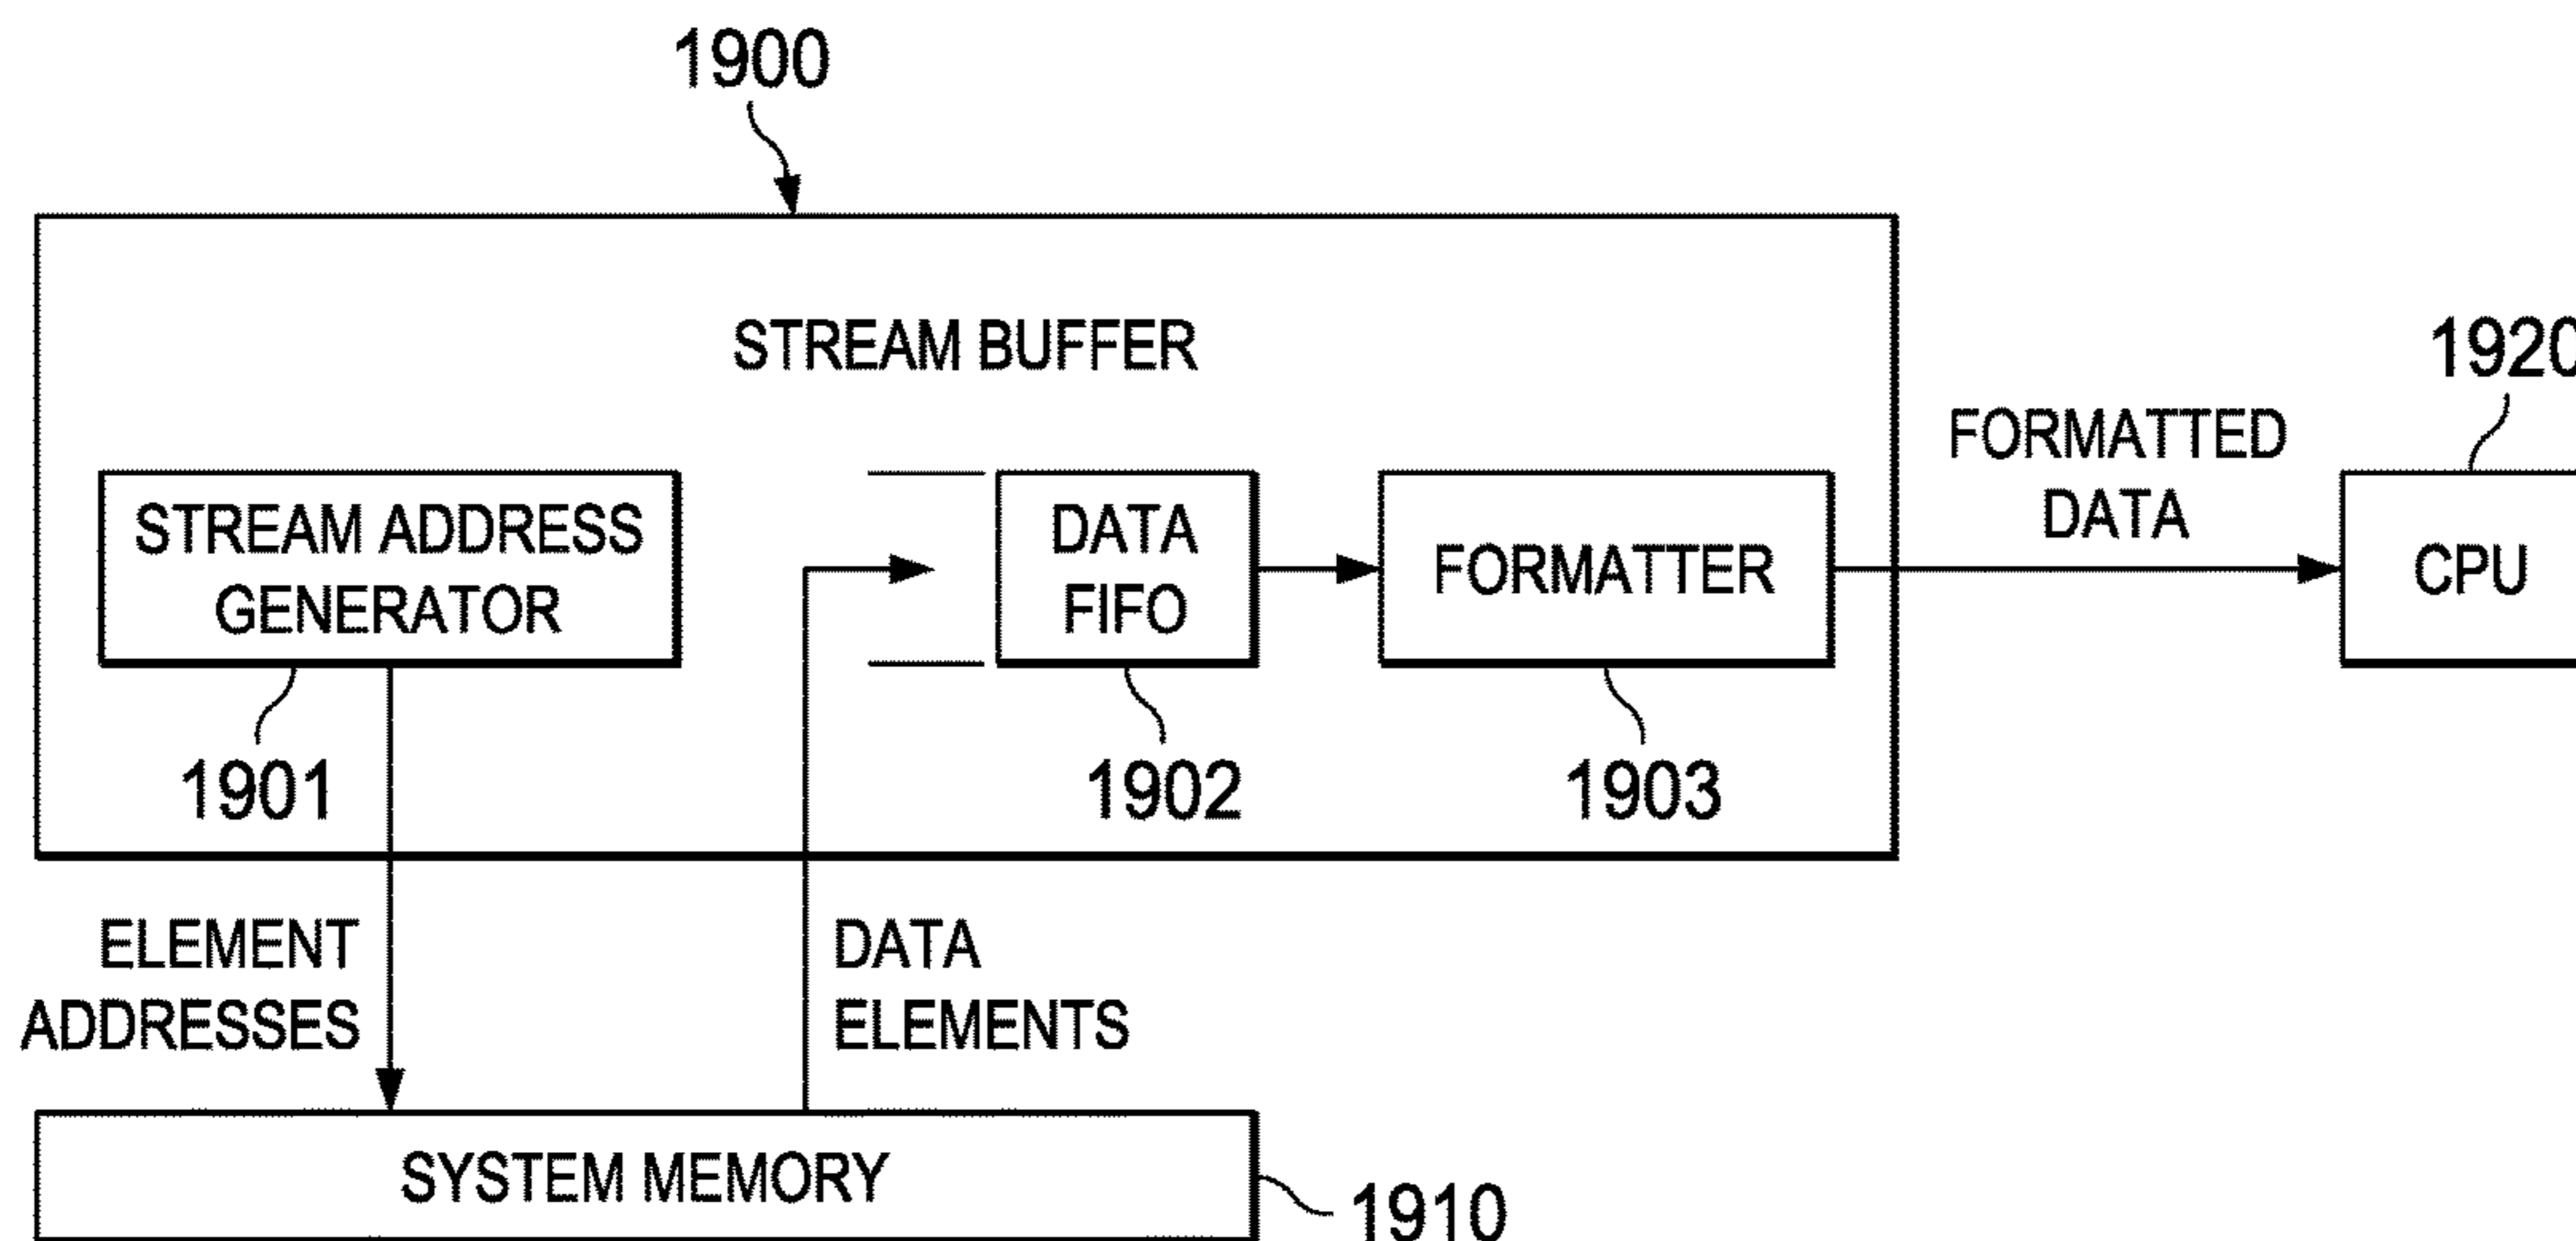 1900
STREAM BUFFER
1920
FORMATTED
DATA
STREAM ADDRESS
GENERATOR
DATA
FIFO
FORMATTER
CPU
1901
1902
1903
ELEMENT
ADDRESSES
DATA
ELEMENTS
SYSTEM MEMORY
1910